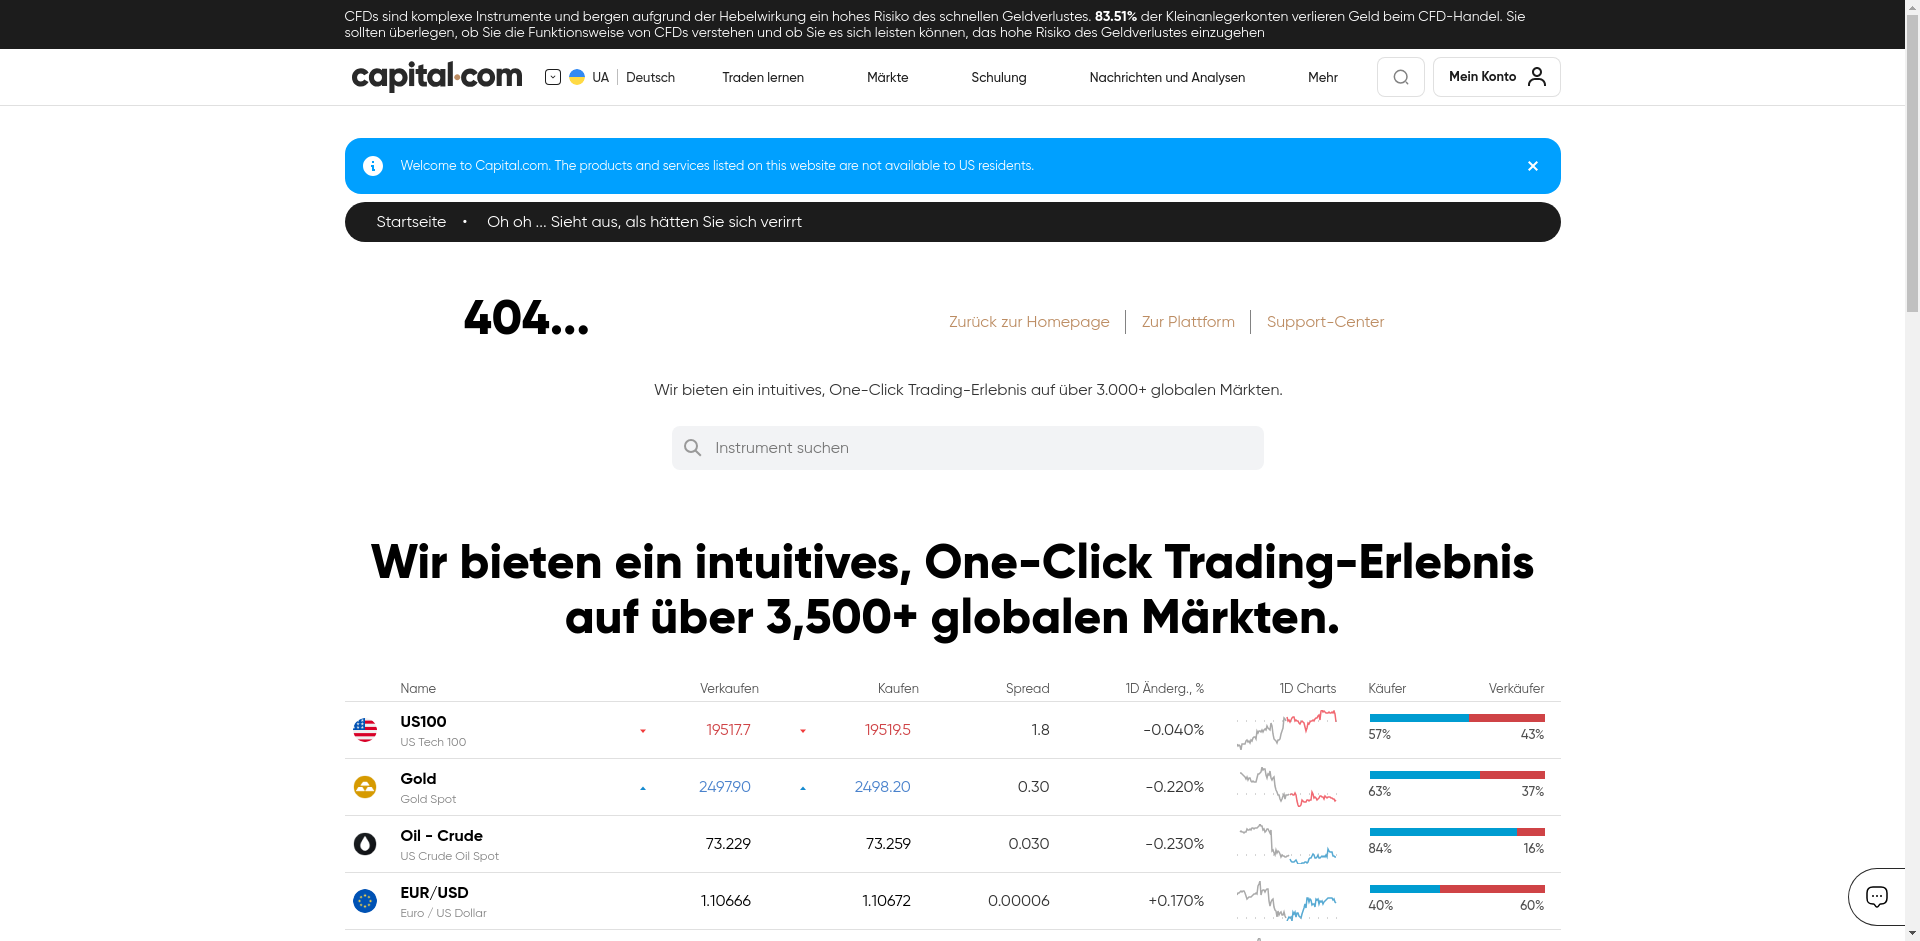 CFDs sind komplexe Instrumente und bergen aufgrund der Hebelwirkung ein hohes Risiko des schnellen Geldverlustes. 83.51% der Kleinanlegerkonten verlieren Geld beim CFD-Handel. Sie
sollten überlegen, ob Sie die Funktionsweise von CFDs verstehen und ob Sie es sich leisten können, das hohe Risiko des Geldverlustes einzugehen
capital.com UA Deutsch Traden lernen Märkte Schulung Nachrichten und Analysen Mehr Mein Konto
Welcome to Capital.com. The products and services listed on this website are not available to US residents.
Startseite • Oh oh ... Sieht aus, als hätten Sie sich verirrt
404...
Zurück zur Homepage Zur Plattform Support-Center
Wir bieten ein intuitives, One-Click Trading-Erlebnis auf über 3.000+ globalen Märkten.
Instrument suchen
Wir bieten ein intuitives, One-Click Trading-Erlebnis
auf über 3,500+ globalen Märkten.
Name Verkaufen Kaufen Spread 1D Änderg., % 1D Charts Käufer Verkäufer
US100 19517.7 19519.5 1.8 -0.040% 57% 43%
US Tech 100
Gold 2497.90 2498.20 0.30 -0.220% 63% 37%
Gold Spot
Oil - Crude 73.229 73.259 0.030 -0.230% 84% 16%
US Crude Oil Spot
EUR/USD 1.10666 1.10672 0.00006 +0.170% 40% 60%
Euro / US Dollar